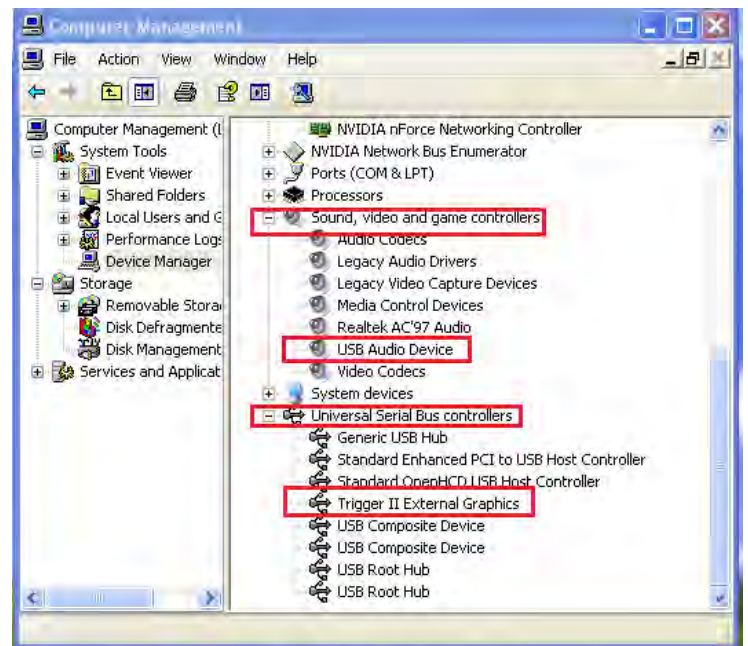 Computer Management
File Action View Window Help
Computer Management (L
System Tools
Event Viewer
Shared Folders
Local Users and G
Performance Logs
Device Manager
Storage
Removable Stora
Disk Defragmente
Disk Management
Services and Applicat
NVIDIA nForce Networking Controller
NVIDIA Network Bus Enumerator
Ports (COM & LPT)
Processors
Sound, video and game controllers
Audio Codecs
Legacy Audio Drivers
Legacy Video Capture Devices
Media Control Devices
Realtek AC'97 Audio
USB Audio Device
Video Codecs
System devices
Universal Serial Bus controllers
Generic USB Hub
Standard Enhanced PCI to USB Host Controller
Standard OpenHCD USB Host Controller
Trigger II External Graphics
USB Composite Device
USB Composite Device
USB Root Hub
USB Root Hub